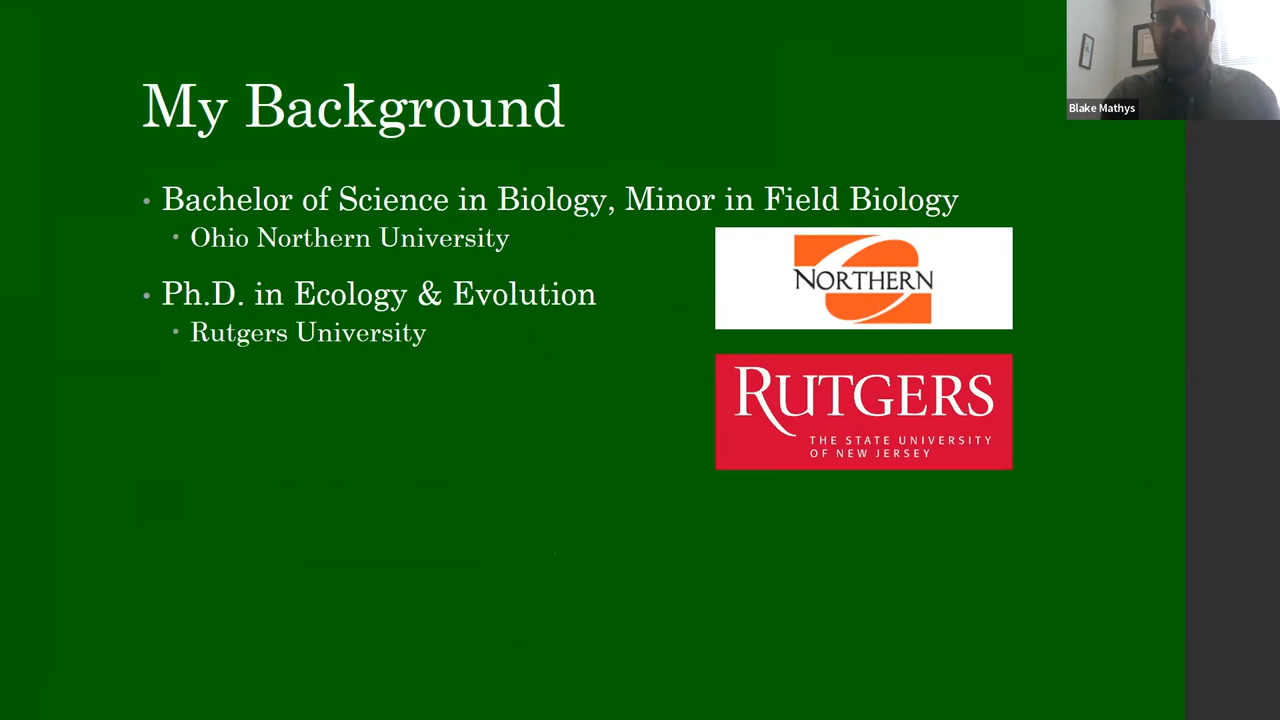 My Background
Blake Mathys
• Bachelor of Science in Biology, Minor in Field Biology
• Ohio Northern University
NORTHERN
• Ph.D. in Ecology & Evolution
• Rutgers University
RUTGERS
THE STATE UNIVERSITY
OF NEW JERSEY